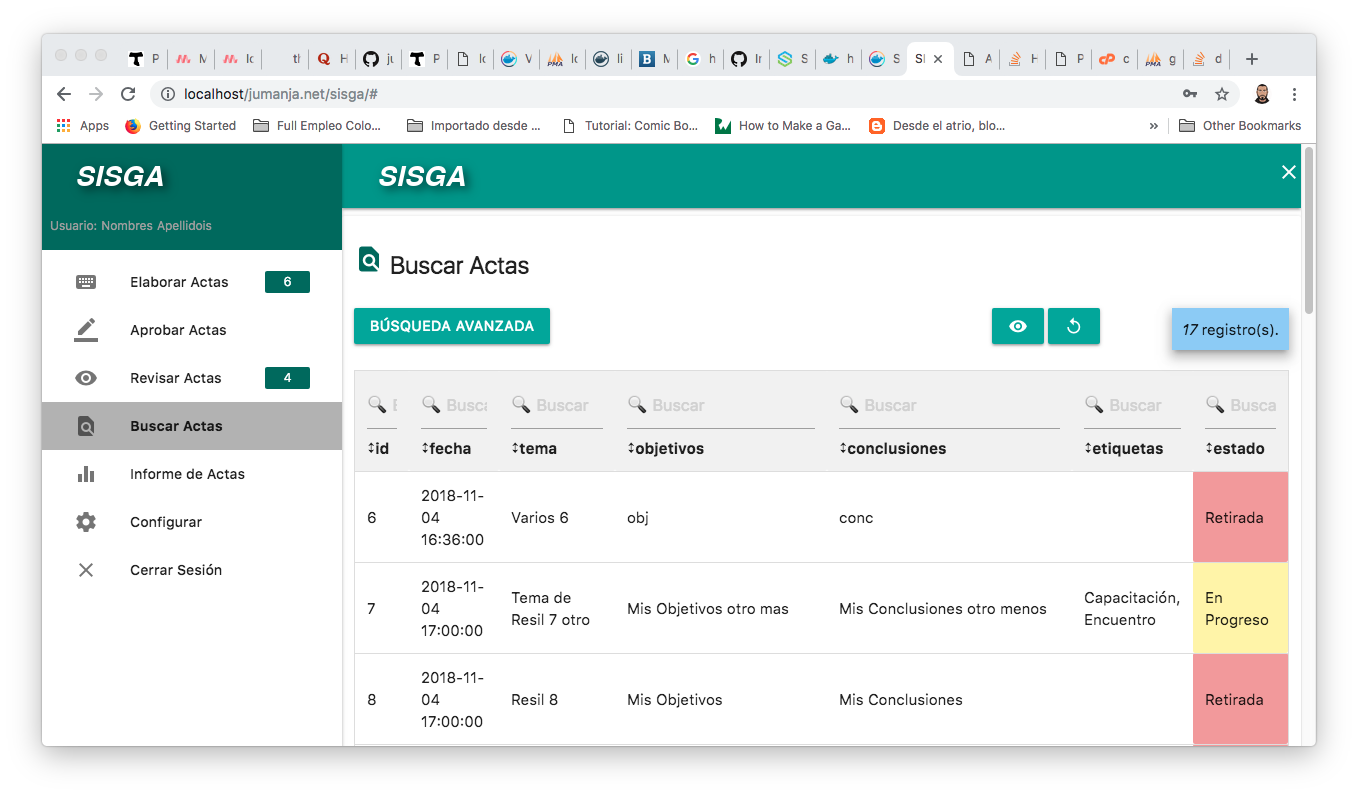 P M Ic th Q H ju P Ic V PMA Ic li B M G h Ir S h S SI A H P cP c PMA g d
localhost/jumanja.net/sisga/#
Apps Getting Started Full Empleo Colo... Importado desde ... Tutorial: Comic Bo... How to Make a Ga... Desde el atrio, blo... » Other Bookmarks
SISGA
Usuario: Nombres Apellidois
Elaborar Actas 6
Aprobar Actas
Revisar Actas 4
Buscar Actas
Informe de Actas
Configurar
Cerrar Sesión
SISGA
Buscar Actas
BÚSQUEDA AVANZADA
17 registro(s).
Busca Buscar Buscar Buscar Buscar Busca
↕id ↕fecha ↕tema ↕objetivos ↕conclusiones ↕etiquetas ↕estado
6
2018-11-
04
16:36:00
Varios 6
obj
conc
Retirada
7
2018-11-
04
17:00:00
Tema de
Resil 7 otro
Mis Objetivos otro mas
Mis Conclusiones otro menos
Capacitación,
Encuentro
En
Progreso
8
2018-11-
04
17:00:00
Resil 8
Mis Objetivos
Mis Conclusiones
Retirada